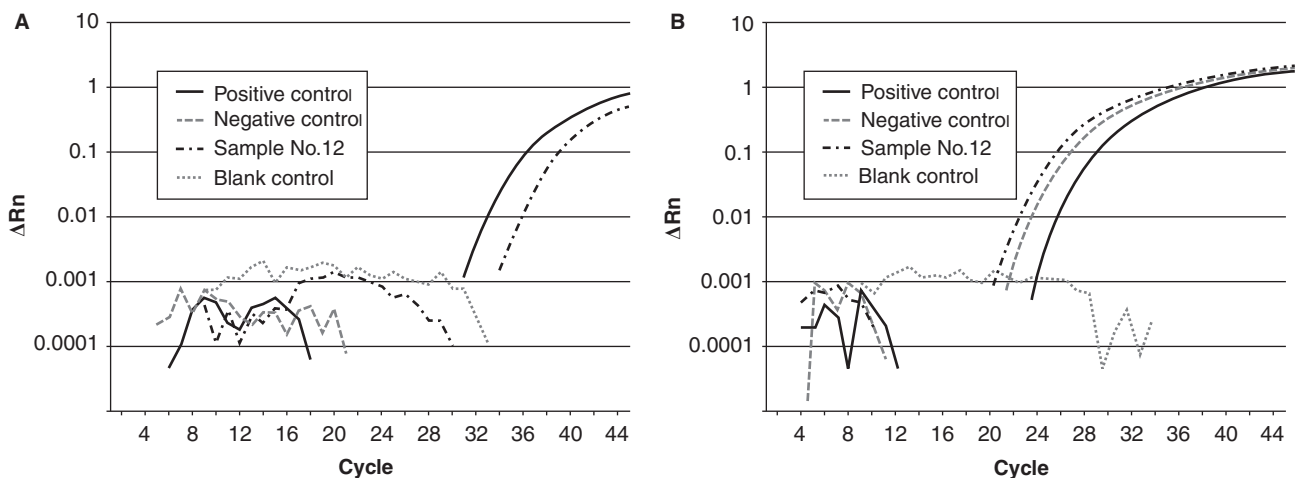 A
10
1
0.1
0.01
0.001
0.0001
ΔRn
Positive control
Negative control
Sample No.12
Blank control
4 8 12 16 20 24 28 32 36 40 44
Cycle
B
10
1
0.1
0.01
0.001
0.0001
ΔRn
Positive control
Negative control
Sample No.12
Blank control
4 8 12 16 20 24 28 32 36 40 44
Cycle